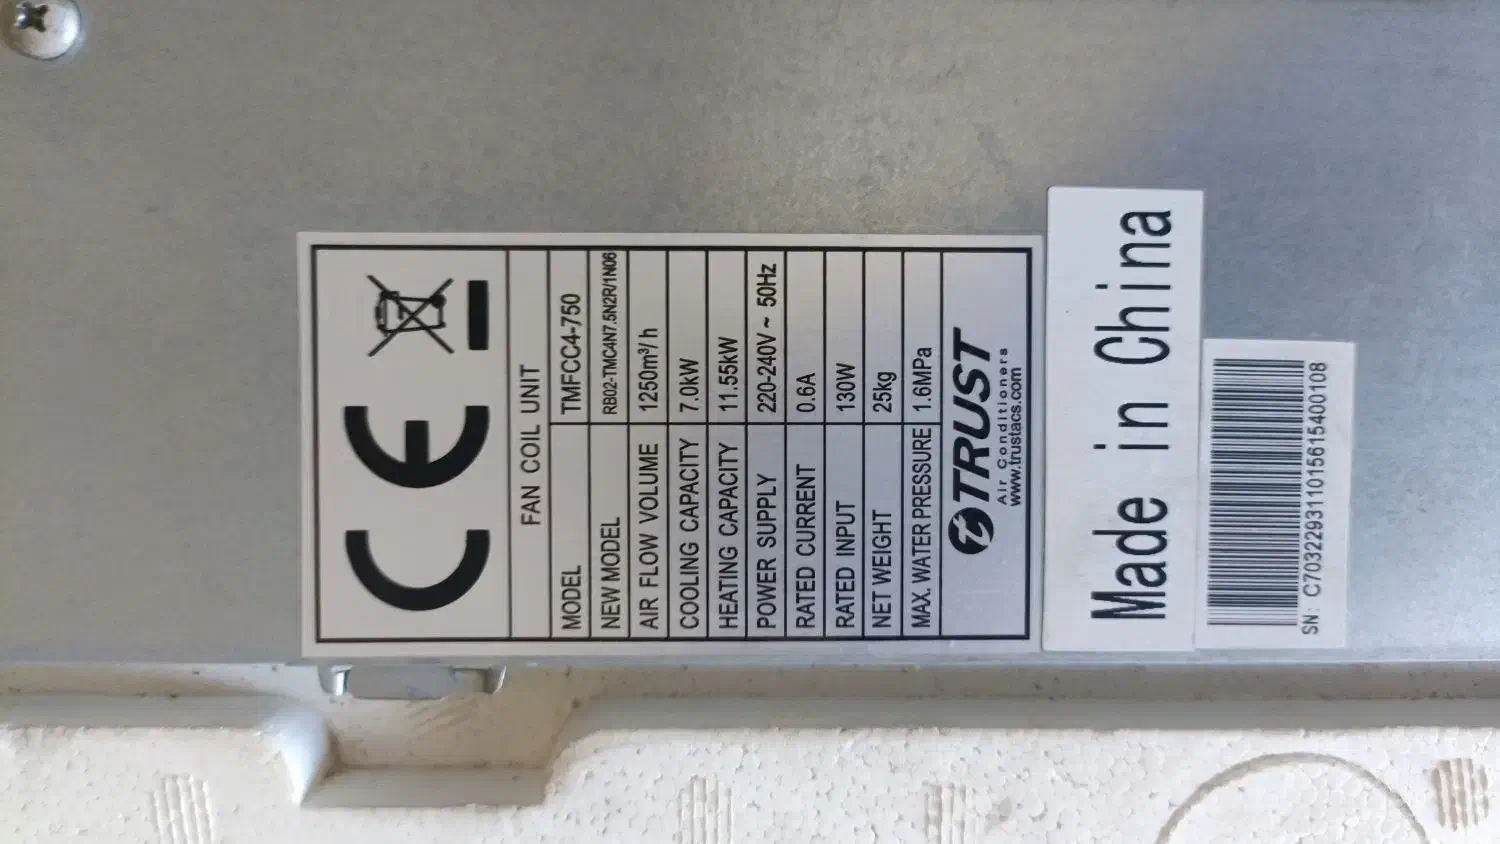 CE
FAN COIL UNIT
MODEL TMFCC4-750
NEW MODEL RB02-TMC4N7.5N2R/1N06
AIR FLOW VOLUME 1250m³/ h
COOLING CAPACITY 7.0kW
HEATING CAPACITY 11.55kW
POWER SUPPLY 220-240V ~ 50Hz
RATED CURRENT 0.6A
RATED INPUT 130W
NET WEIGHT 25kg
MAX. WATER PRESSURE 1.6MPa
TRUST
Air Conditioners
www.trustacs.com
Made in China
SN: C703229311015615400108